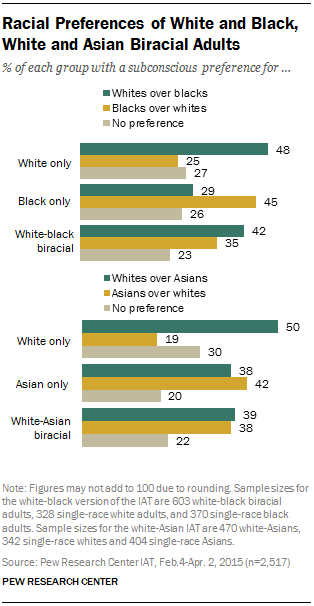 Racial Preferences of White and Black,
White and Asian Biracial Adults
% of each group with a subconscious preference for ...
Whites over blacks
Blacks over whites
No preference
White only 48 25 27
Black only 29 45 26
White-black
biracial 42 35 23
Whites over Asians
Asians over whites
No preference
White only 50 19 30
Asian only 38 42 20
White-Asian
biracial 39 38 22
Note: Figures may not add to 100 due to rounding. Sample sizes for
the white-black version of the IAT are 603 white-black biracial
adults, 328 single-race white adults, and 370 single-race black
adults. Sample sizes for the white-Asian IAT are 470 white-Asians,
342 single-race whites and 404 single-race Asians.
Source: Pew Research Center IAT, Feb.4-Apr. 2, 2015 (n=2,517)
PEW RESEARCH CENTER